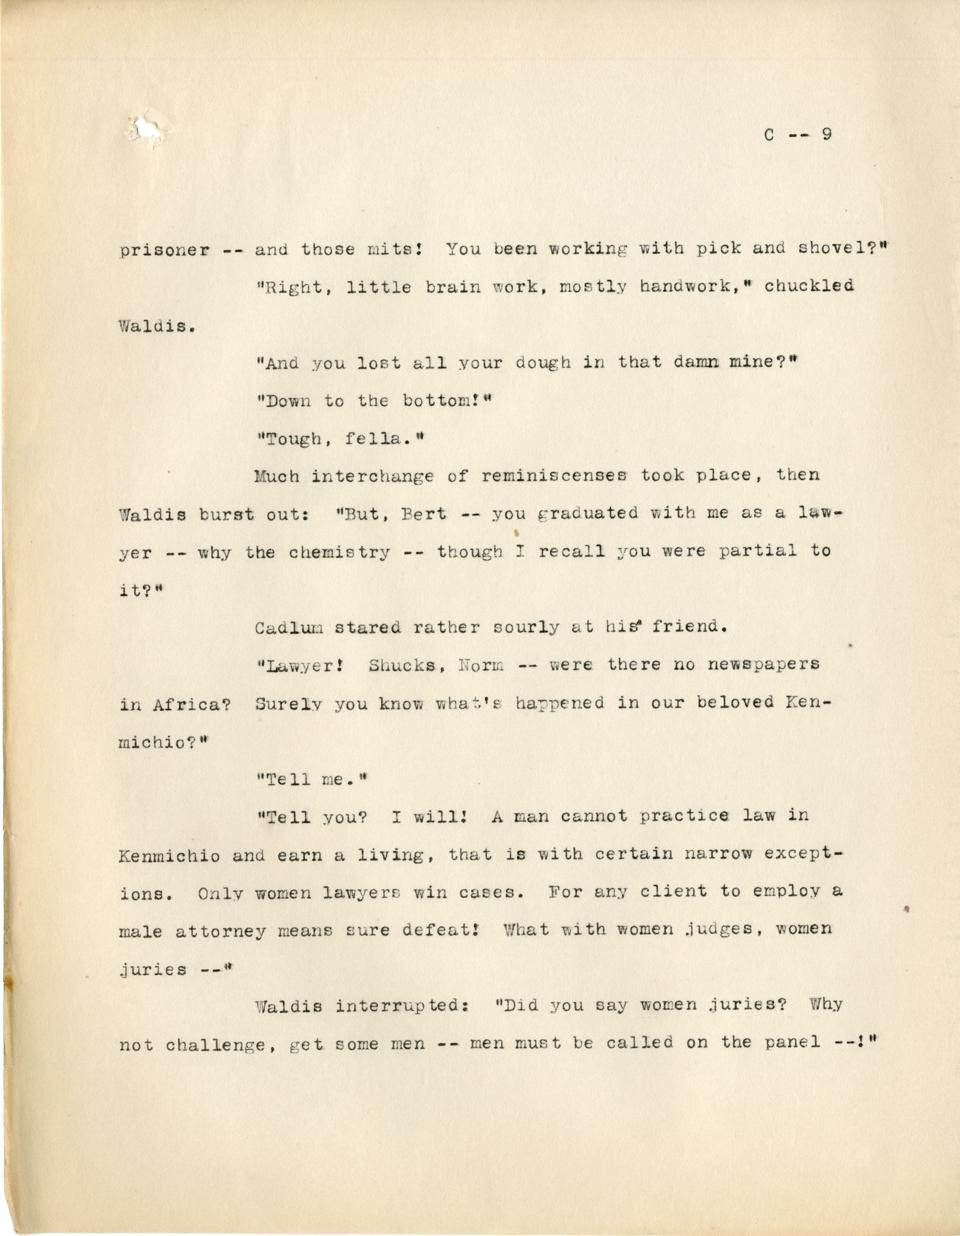 C -- 9
prisoner -- and those mits!  You been working with pick and shovel?"
"Right, little brain work, mostly handwork," chuckled
Waldis.
"And you lost all your dough in that damn mine?"
"Down to the bottom!"
"Tough, fella."
Much interchange of reminiscenses took place, then
Waldis burst out:  "But, Bert -- you graduated with me as a law-
yer -- why the chemistry -- though I recall you were partial to
it?"
Cadlum stared rather sourly at his friend.
"Lawyer!  Shucks, Norm -- were there no newspapers
in Africa?  Surely you know what's happened in our beloved Ken-
michio?"
"Tell me."
"Tell you?  I will!  A man cannot practice law in
Kenmichio and earn a living, that is with certain narrow except-
ions.  Only women lawyers win cases.  For any client to employ a
male attorney means sure defeat!  What with women judges, women
juries --"
Waldis interrupted:  "Did you say women juries?  Why
not challenge, get some men -- men must be called on the panel --!"